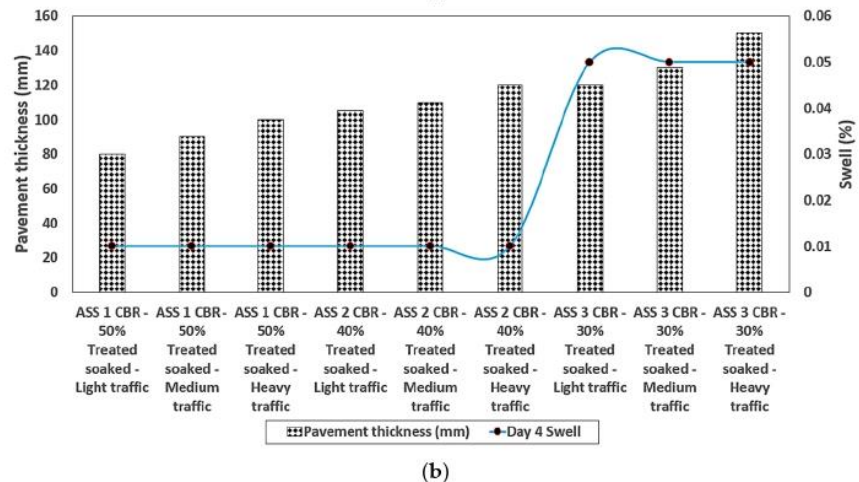 160
140
120
100
80
60
40
20
0
Pavement thickness (mm)
0.06
0.05
0.04
0.03
0.02
0.01
0
Swell (%)
ASS 1 CBR - 50% Treated soaked - Light traffic
ASS 1 CBR - 50% Treated soaked - Medium traffic
ASS 1 CBR - 50% Treated soaked - Heavy traffic
ASS 2 CBR - 40% Treated soaked - Light traffic
ASS 2 CBR - 40% Treated soaked - Medium traffic
ASS 2 CBR - 40% Treated soaked - Heavy traffic
ASS 3 CBR - 30% Treated soaked - Light traffic
ASS 3 CBR - 30% Treated soaked - Medium traffic
ASS 3 CBR - 30% Treated soaked - Heavy traffic
Pavement thickness (mm) Day 4 Swell
(b)